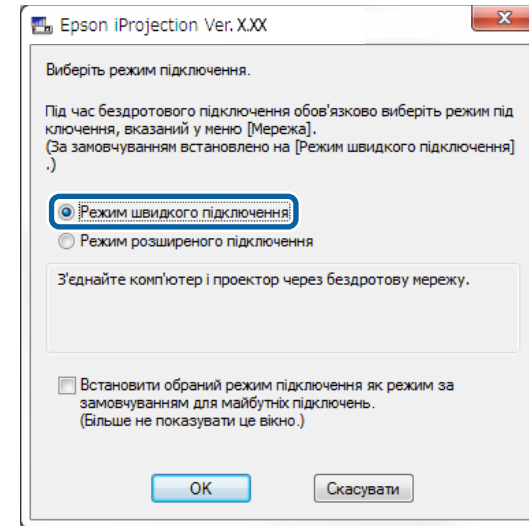 Epson iProjection Ver. X.XX
Виберіть режим підключення.
Під час бездротового підключення обов'язково виберіть режим під
ключення, вказаний у меню [Мережа].
(За замовчуванням встановлено на [Режим швидкого підключення]
.)
Режим швидкого підключення
Режим розширеного підключення
З'єднайте комп'ютер і проектор через бездротову мережу.
Встановити обраний режим підключення як режим за
замовчуванням для майбутніх підключень.
(Більше не показувати це вікно.)
OK
Скасувати